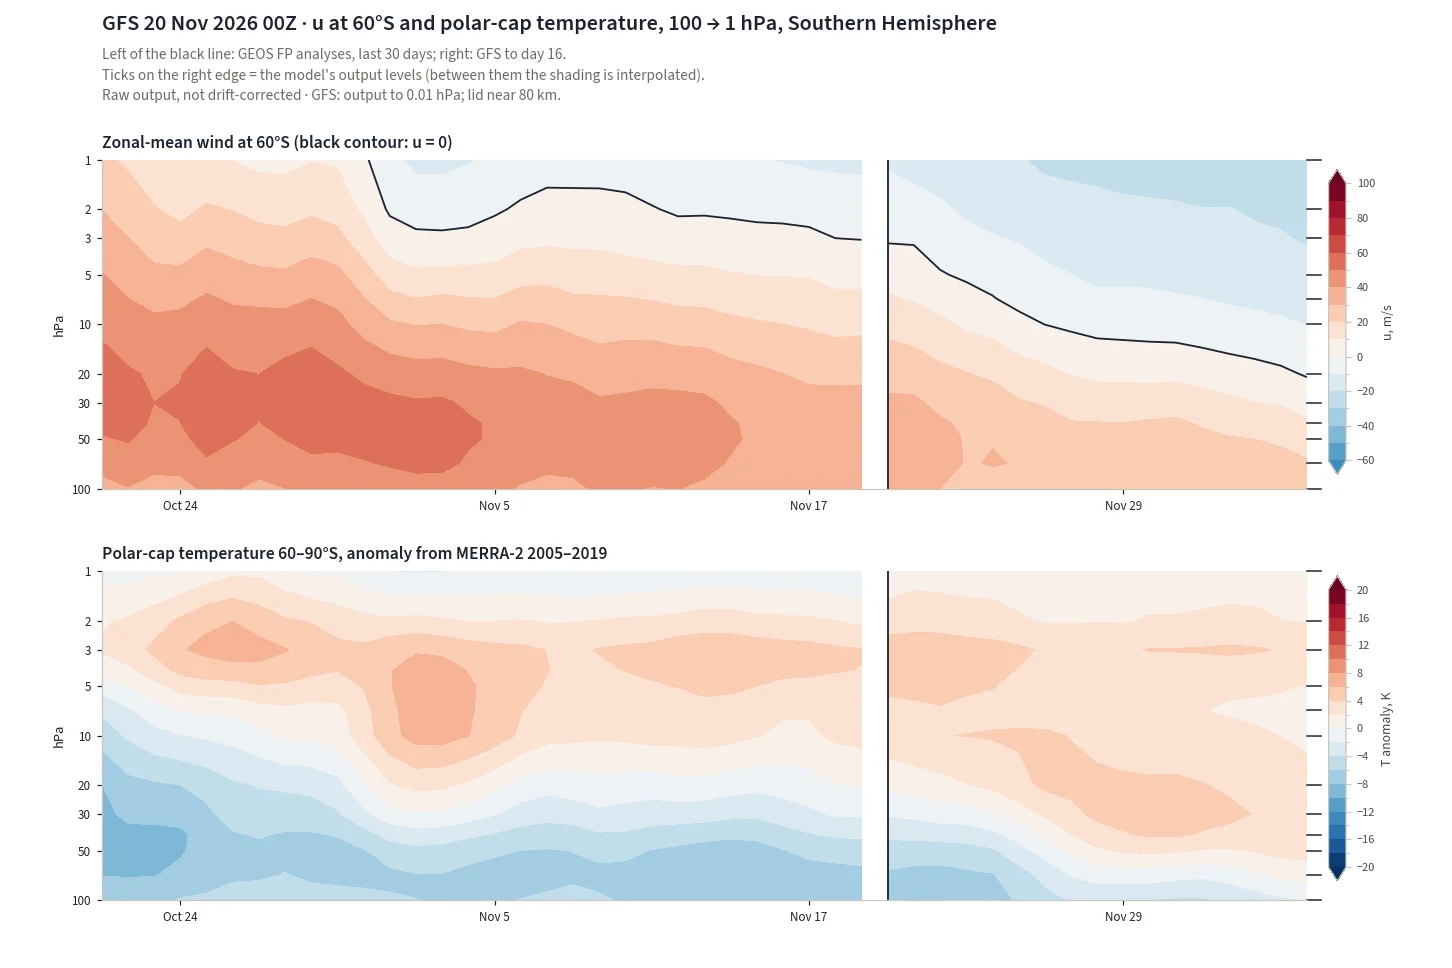 GFS 20 Nov 2026 00Z · u at 60°S and polar-cap temperature, 100 → 1 hPa, Southern Hemisphere
Left of the black line: GEOS FP analyses, last 30 days; right: GFS to day 16.
Ticks on the right edge = the model's output levels (between them the shading is interpolated).
Raw output, not drift-corrected · GFS: output to 0.01 hPa; lid near 80 km.
Zonal-mean wind at 60°S (black contour: u = 0)
1
2
3
5
10
20
30
50
100
hPa
Oct 24
Nov 5
Nov 17
Nov 29
100
80
60
40
20
0
−20
−40
−60
u, m/s
Polar-cap temperature 60–90°S, anomaly from MERRA-2 2005–2019
1
2
3
5
10
20
30
50
100
hPa
Oct 24
Nov 5
Nov 17
Nov 29
20
16
12
8
4
0
−4
−8
−12
−16
−20
T anomaly, K